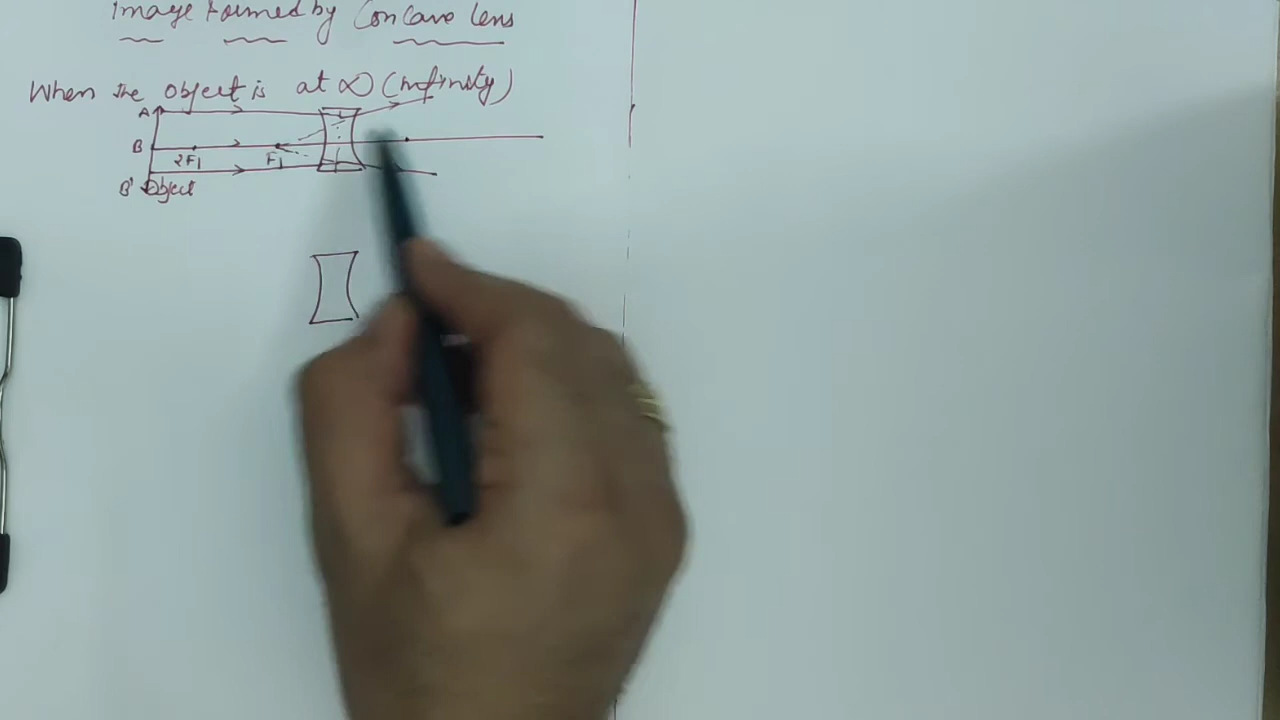 Image Formed by Concave lens
When the object is at ∞ (infinity)
A
B
2F1 F1
B' Object